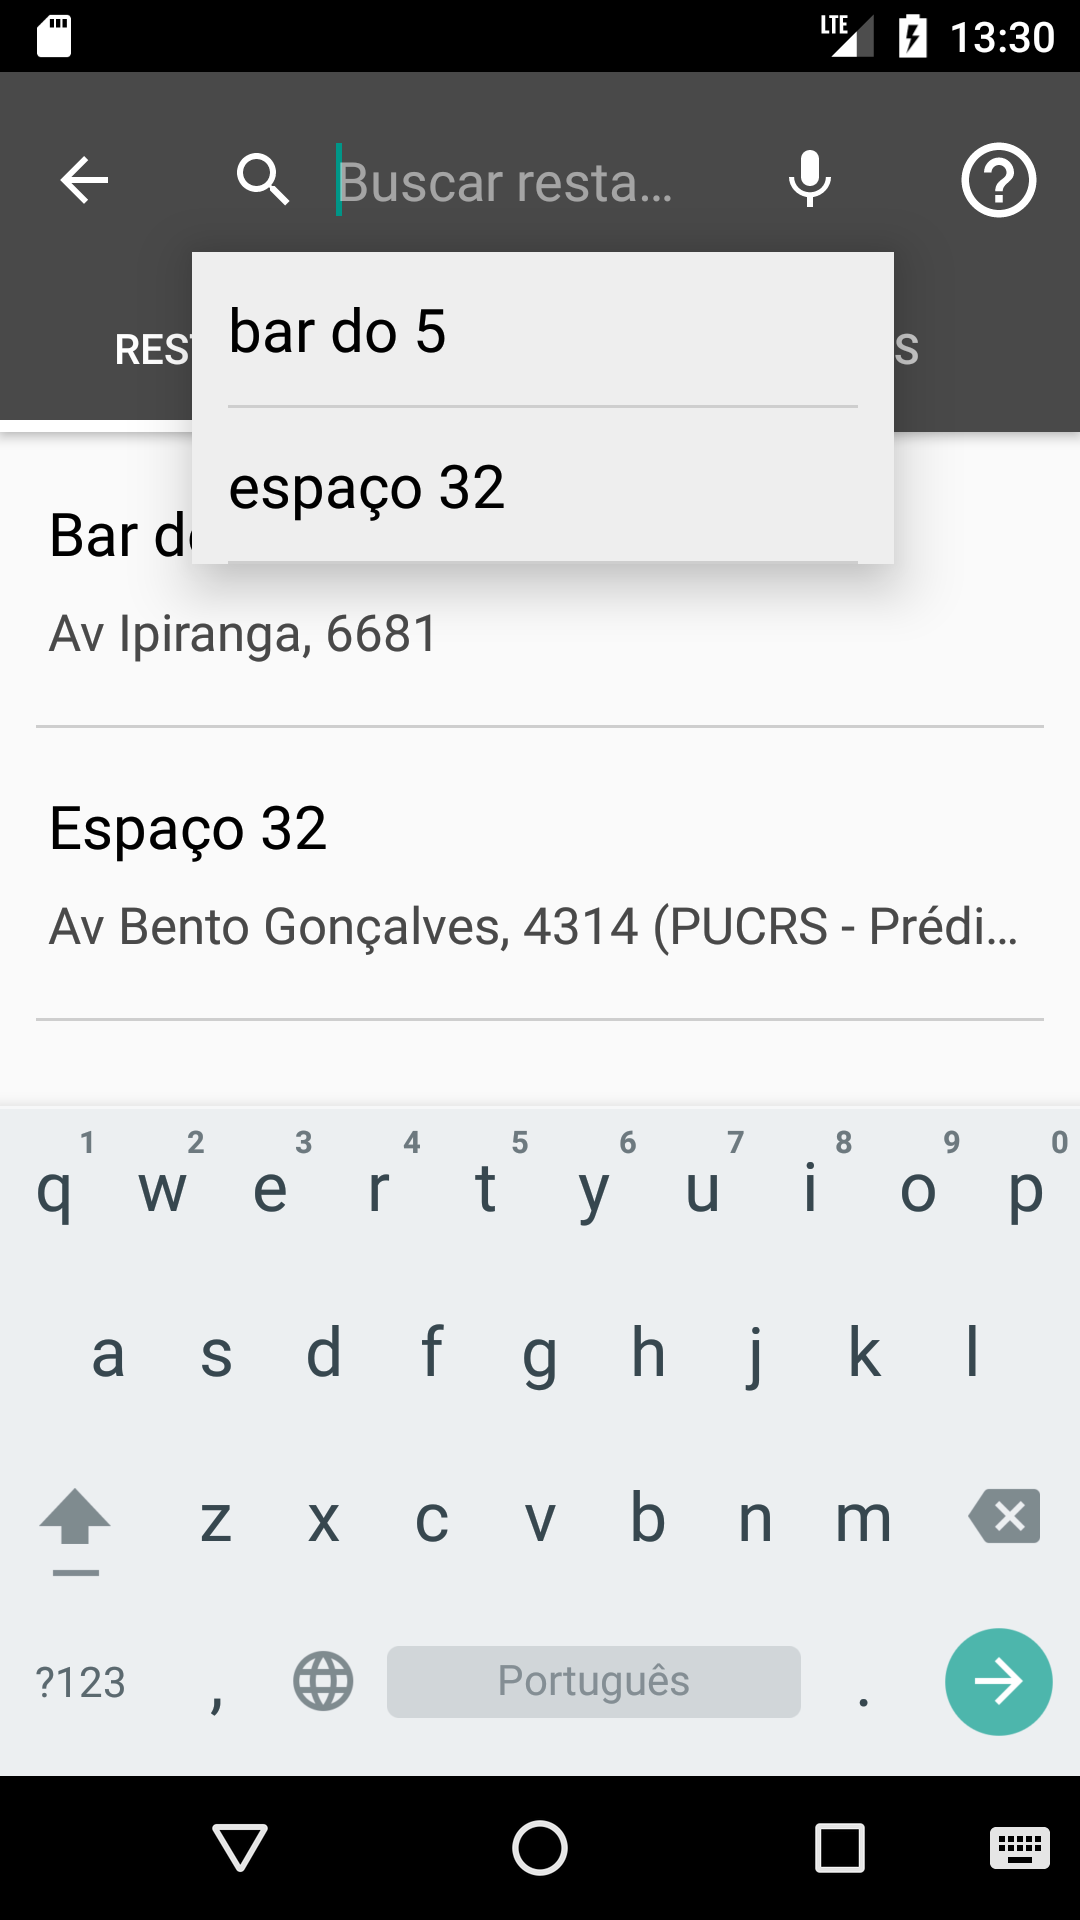 LTE 13:30
Buscar resta...
bar do 5
REST S
espaço 32
Bar d
Av Ipiranga, 6681
Espaço 32
Av Bento Gonçalves, 4314 (PUCRS - Prédi...
1 2 3 4 5 6 7 8 9 0
q w e r t y u i o p
a s d f g h j k l
z x c v b n m
?123 , Português .